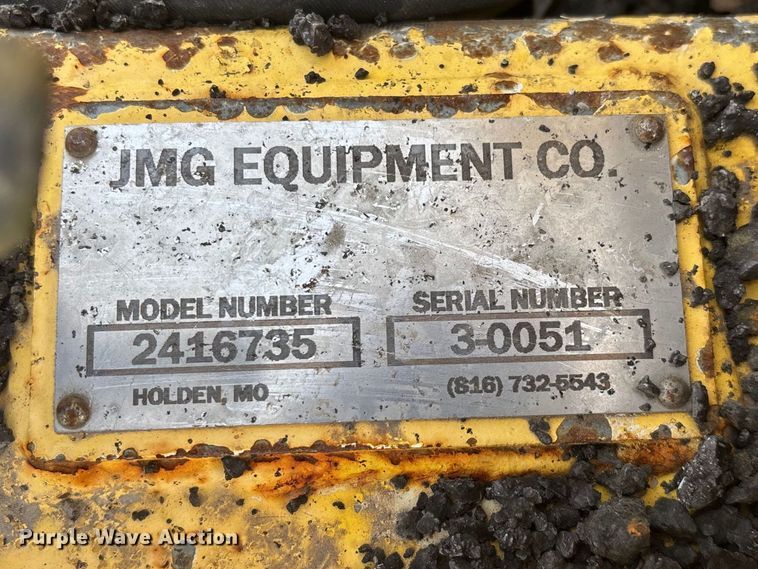 JMG EQUIPMENT CO.
MODEL NUMBER
2416735
SERIAL NUMBER
3-0051
HOLDEN, MO
(816) 732-5543
Purple Wave Auction